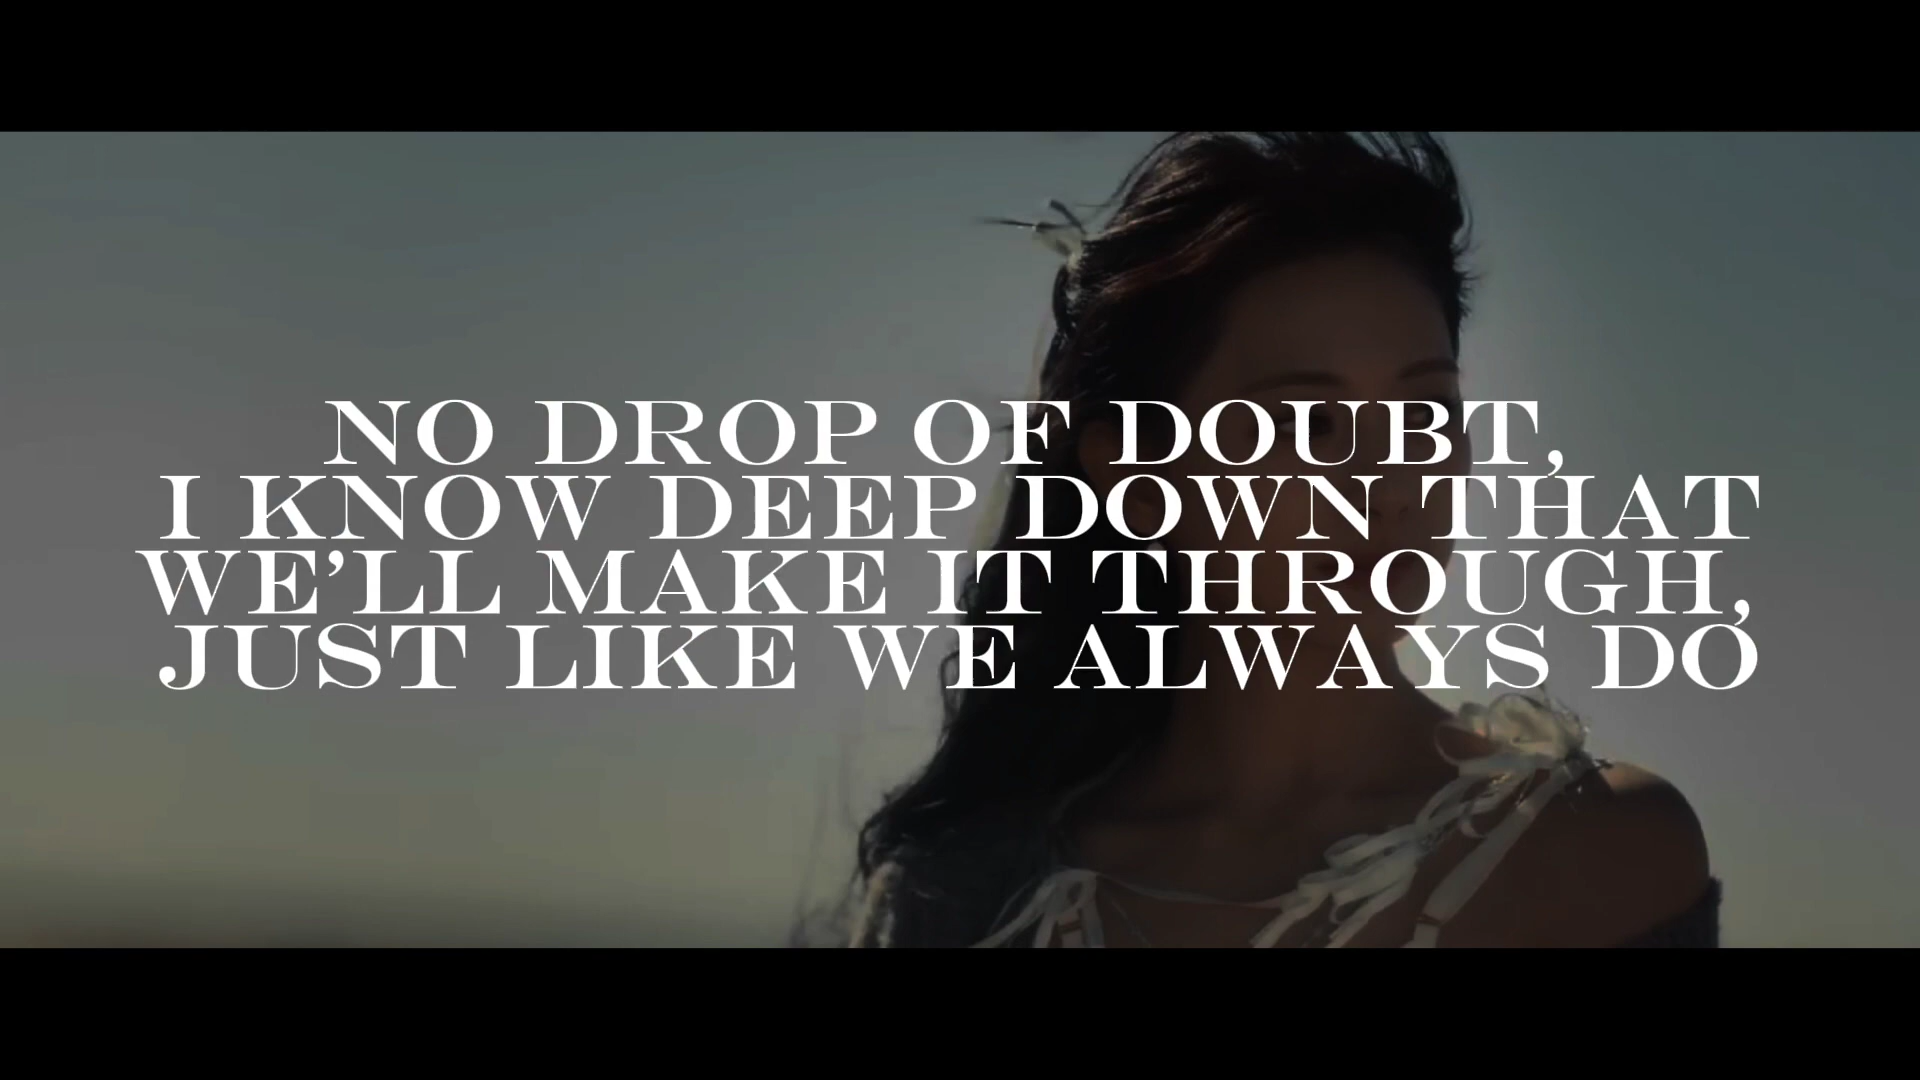 NO DROP OF DOUBT,
I KNOW DEEP DOWN THAT
WE'LL MAKE IT THROUGH,
JUST LIKE WE ALWAYS DO